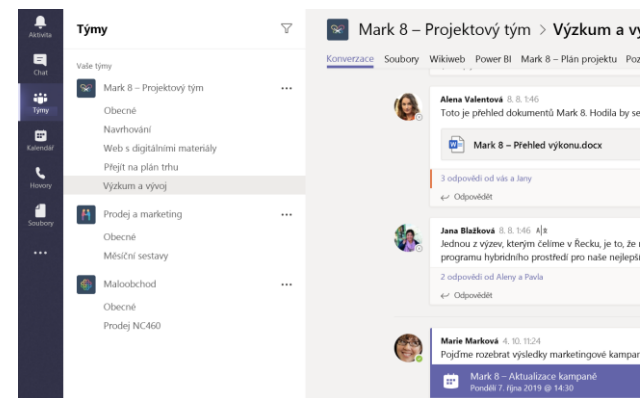 Aktivita
Chat
Týmy
Kalendář
Hovory
Soubory
Týmy
Vaše týmy
Mark 8 – Projektový tým
Obecné
Navrhování
Web s digitálními materiály
Přejít na plán trhu
Výzkum a vývoj
Prodej a marketing
Obecné
Měsíční sestavy
Maloobchod
Obecné
Prodej NC460
Mark 8 – Projektový tým > Výzkum a vý
Konverzace Soubory Wikiweb Power BI Mark 8 – Plán projektu Poz
Alena Valentová 8. 8. 1:46
Toto je přehled dokumentů Mark 8. Hodila by se
Mark 8 – Přehled výkonu.docx
3 odpovědí od vás a Jany
Odpovědět
Jana Blažková 8. 8. 1:46
Jednou z výzev, kterým čelíme v Řecku, je to, že
programu hybridního prostředí pro naše nejlepší
2 odpovědí od Aleny a Pavla
Odpovědět
Marie Marková 4. 10. 11:24
Pojďme rozebrat výsledky marketingové kampan
Mark 8 – Aktualizace kampaně
Pondělí 7. října 2019 @ 14:30